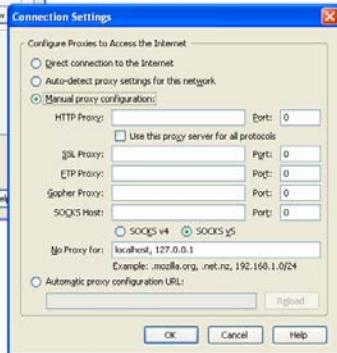 Connection Settings
Configure Proxies to Access the Internet
Direct connection to the Internet
Auto-detect proxy settings for this network
Manual proxy configuration:
HTTP Proxy: Port: 0
Use this proxy server for all protocols
SSL Proxy: Port: 0
FTP Proxy: Port: 0
Gopher Proxy: Port: 0
SOCKS Host: Port: 0
SOCKS v4 SOCKS v5
No Proxy for: localhost, 127.0.0.1
Example: .mozilla.org, .net.nz, 192.168.1.0/24
Automatic proxy configuration URL:
Reload
OK Cancel Help